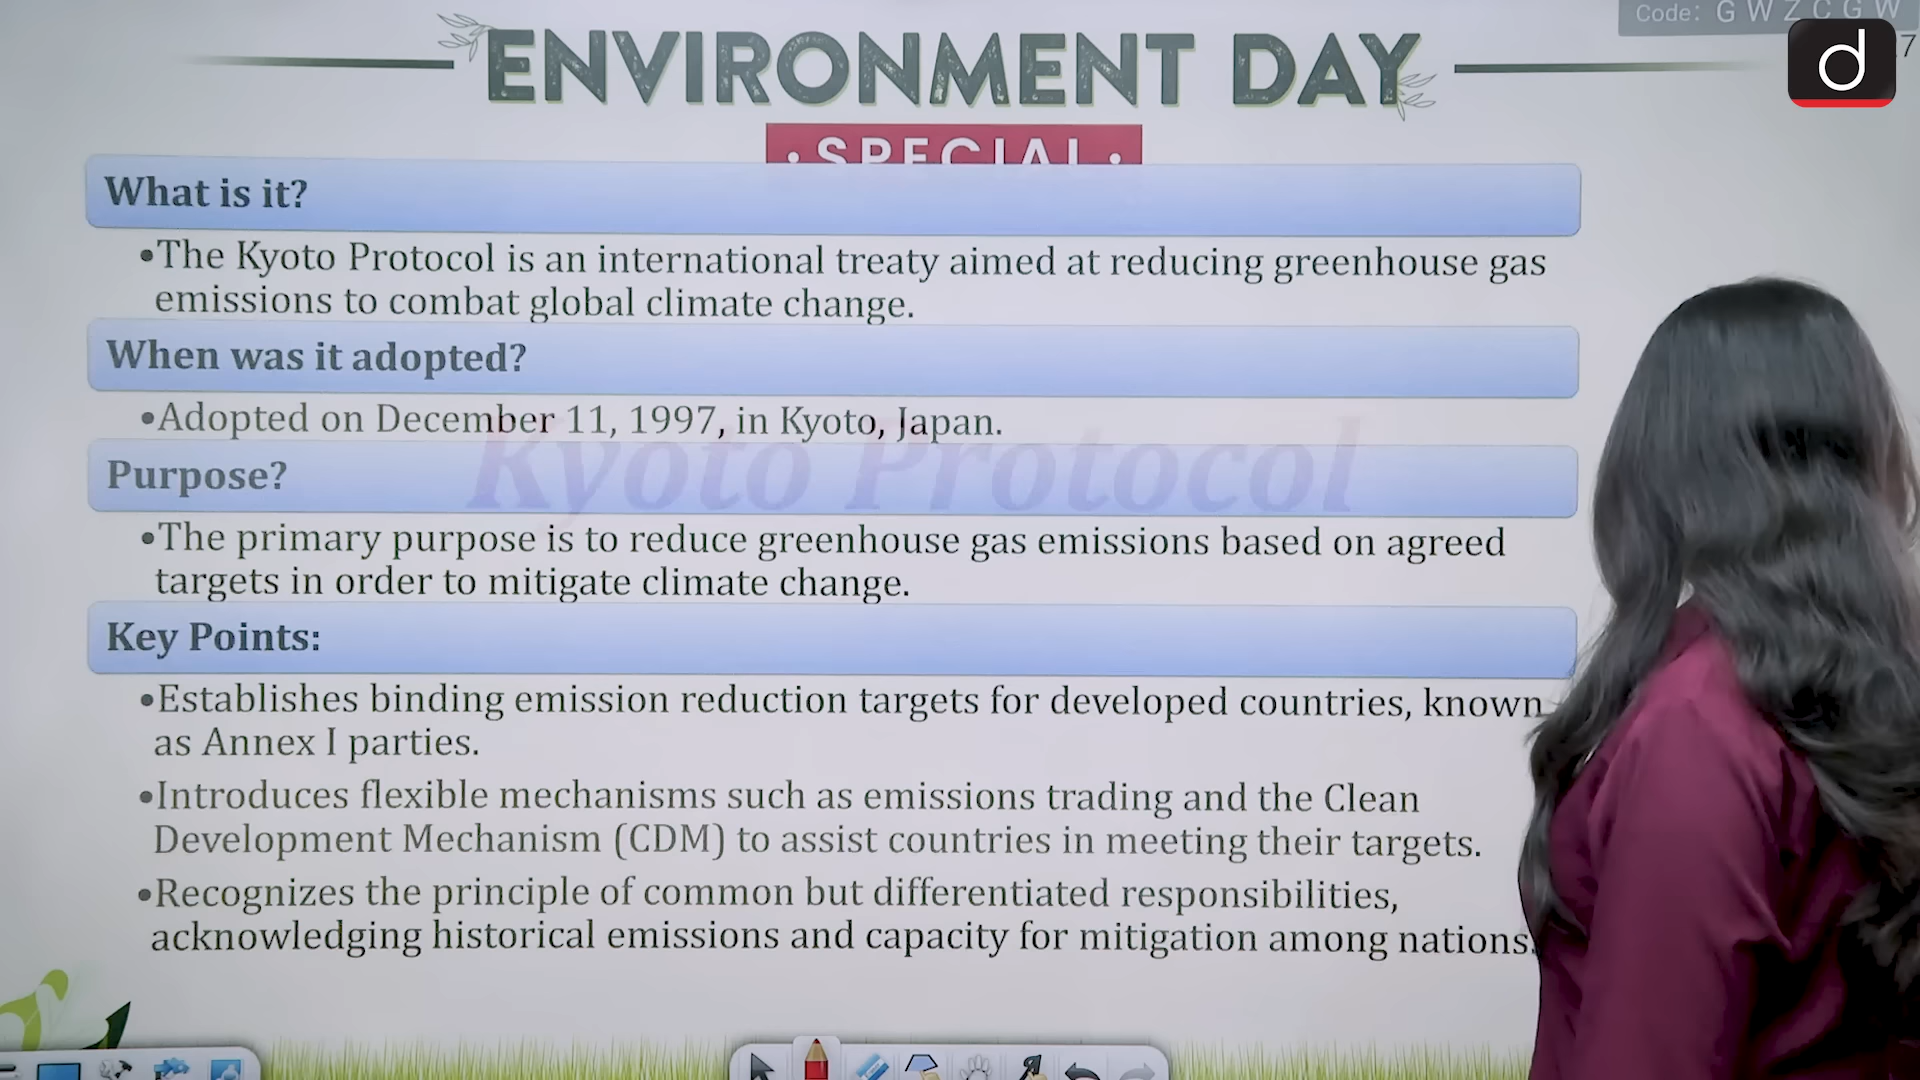 Code: G W Z C G W
ENVIRONMENT DAY
d
7
• SPECIAL •
What is it?
•The Kyoto Protocol is an international treaty aimed at reducing greenhouse gas
emissions to combat global climate change.
When was it adopted?
•Adopted on December 11, 1997, in Kyoto, Japan.
Kyoto Protocol
Purpose?
•The primary purpose is to reduce greenhouse gas emissions based on agreed
targets in order to mitigate climate change.
Key Points:
•Establishes binding emission reduction targets for developed countries, known
as Annex I parties.
•Introduces flexible mechanisms such as emissions trading and the Clean
Development Mechanism (CDM) to assist countries in meeting their targets.
•Recognizes the principle of common but differentiated responsibilities,
acknowledging historical emissions and capacity for mitigation among nations.